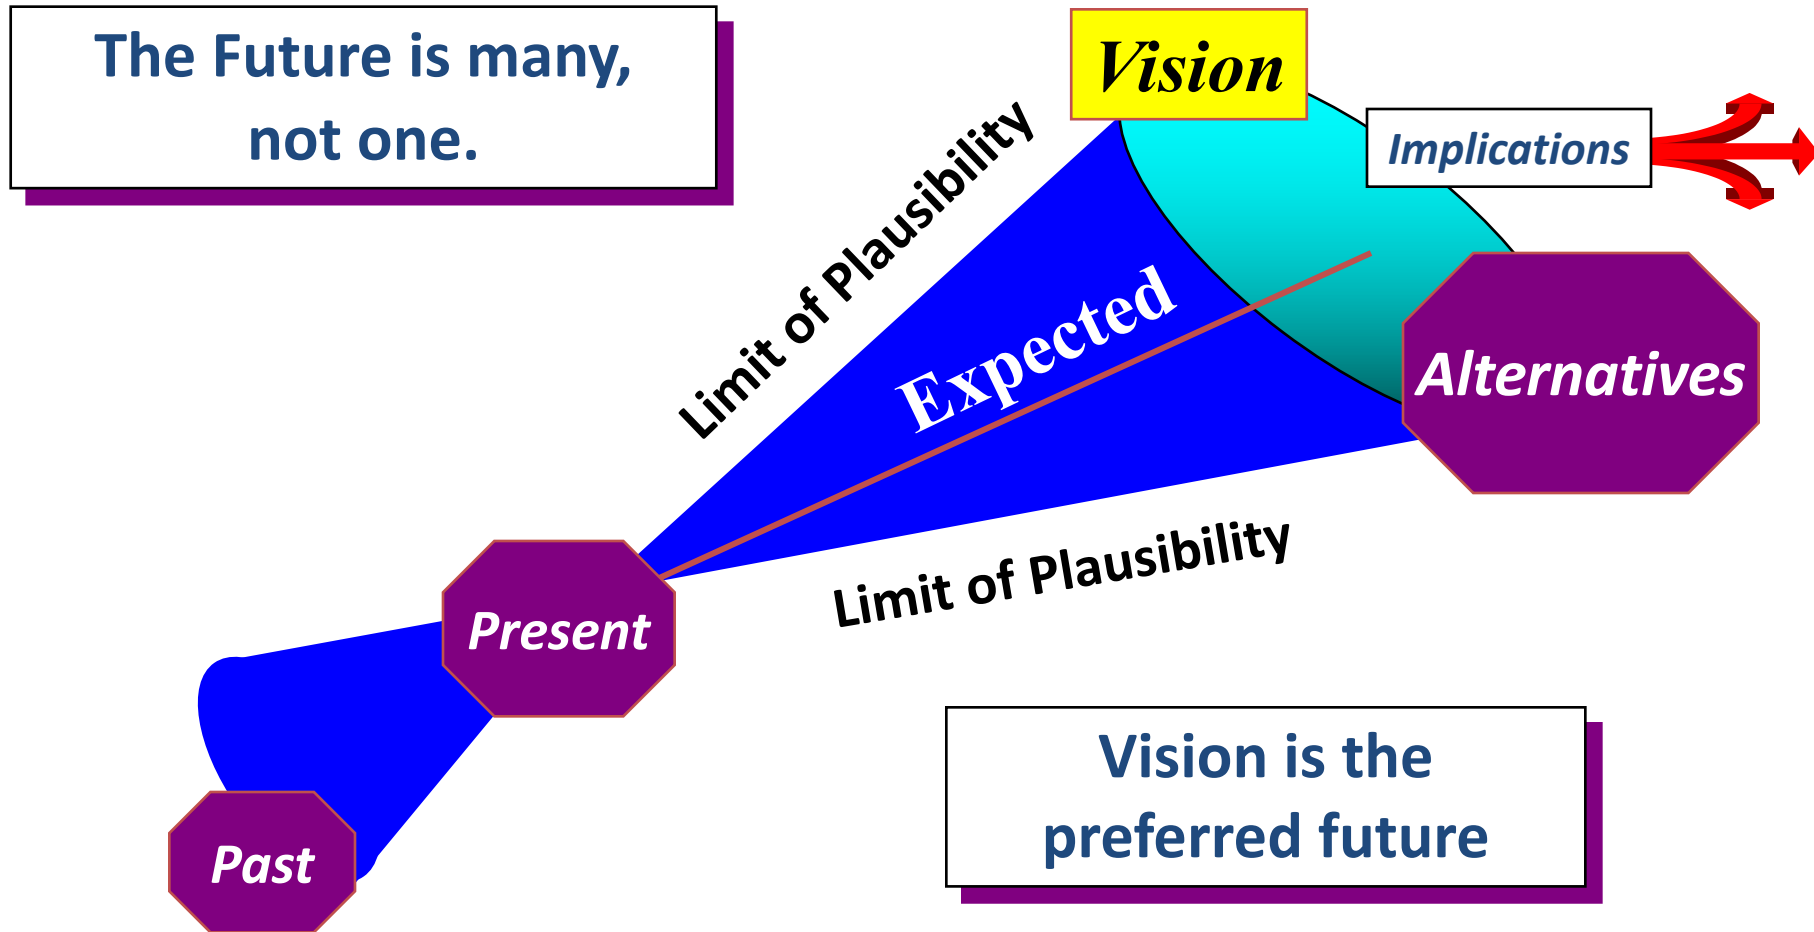 The Future is many,
not one.
Vision
Implications
Limit of Plausibility
Expected
Alternatives
Limit of Plausibility
Present
Past
Vision is the
preferred future